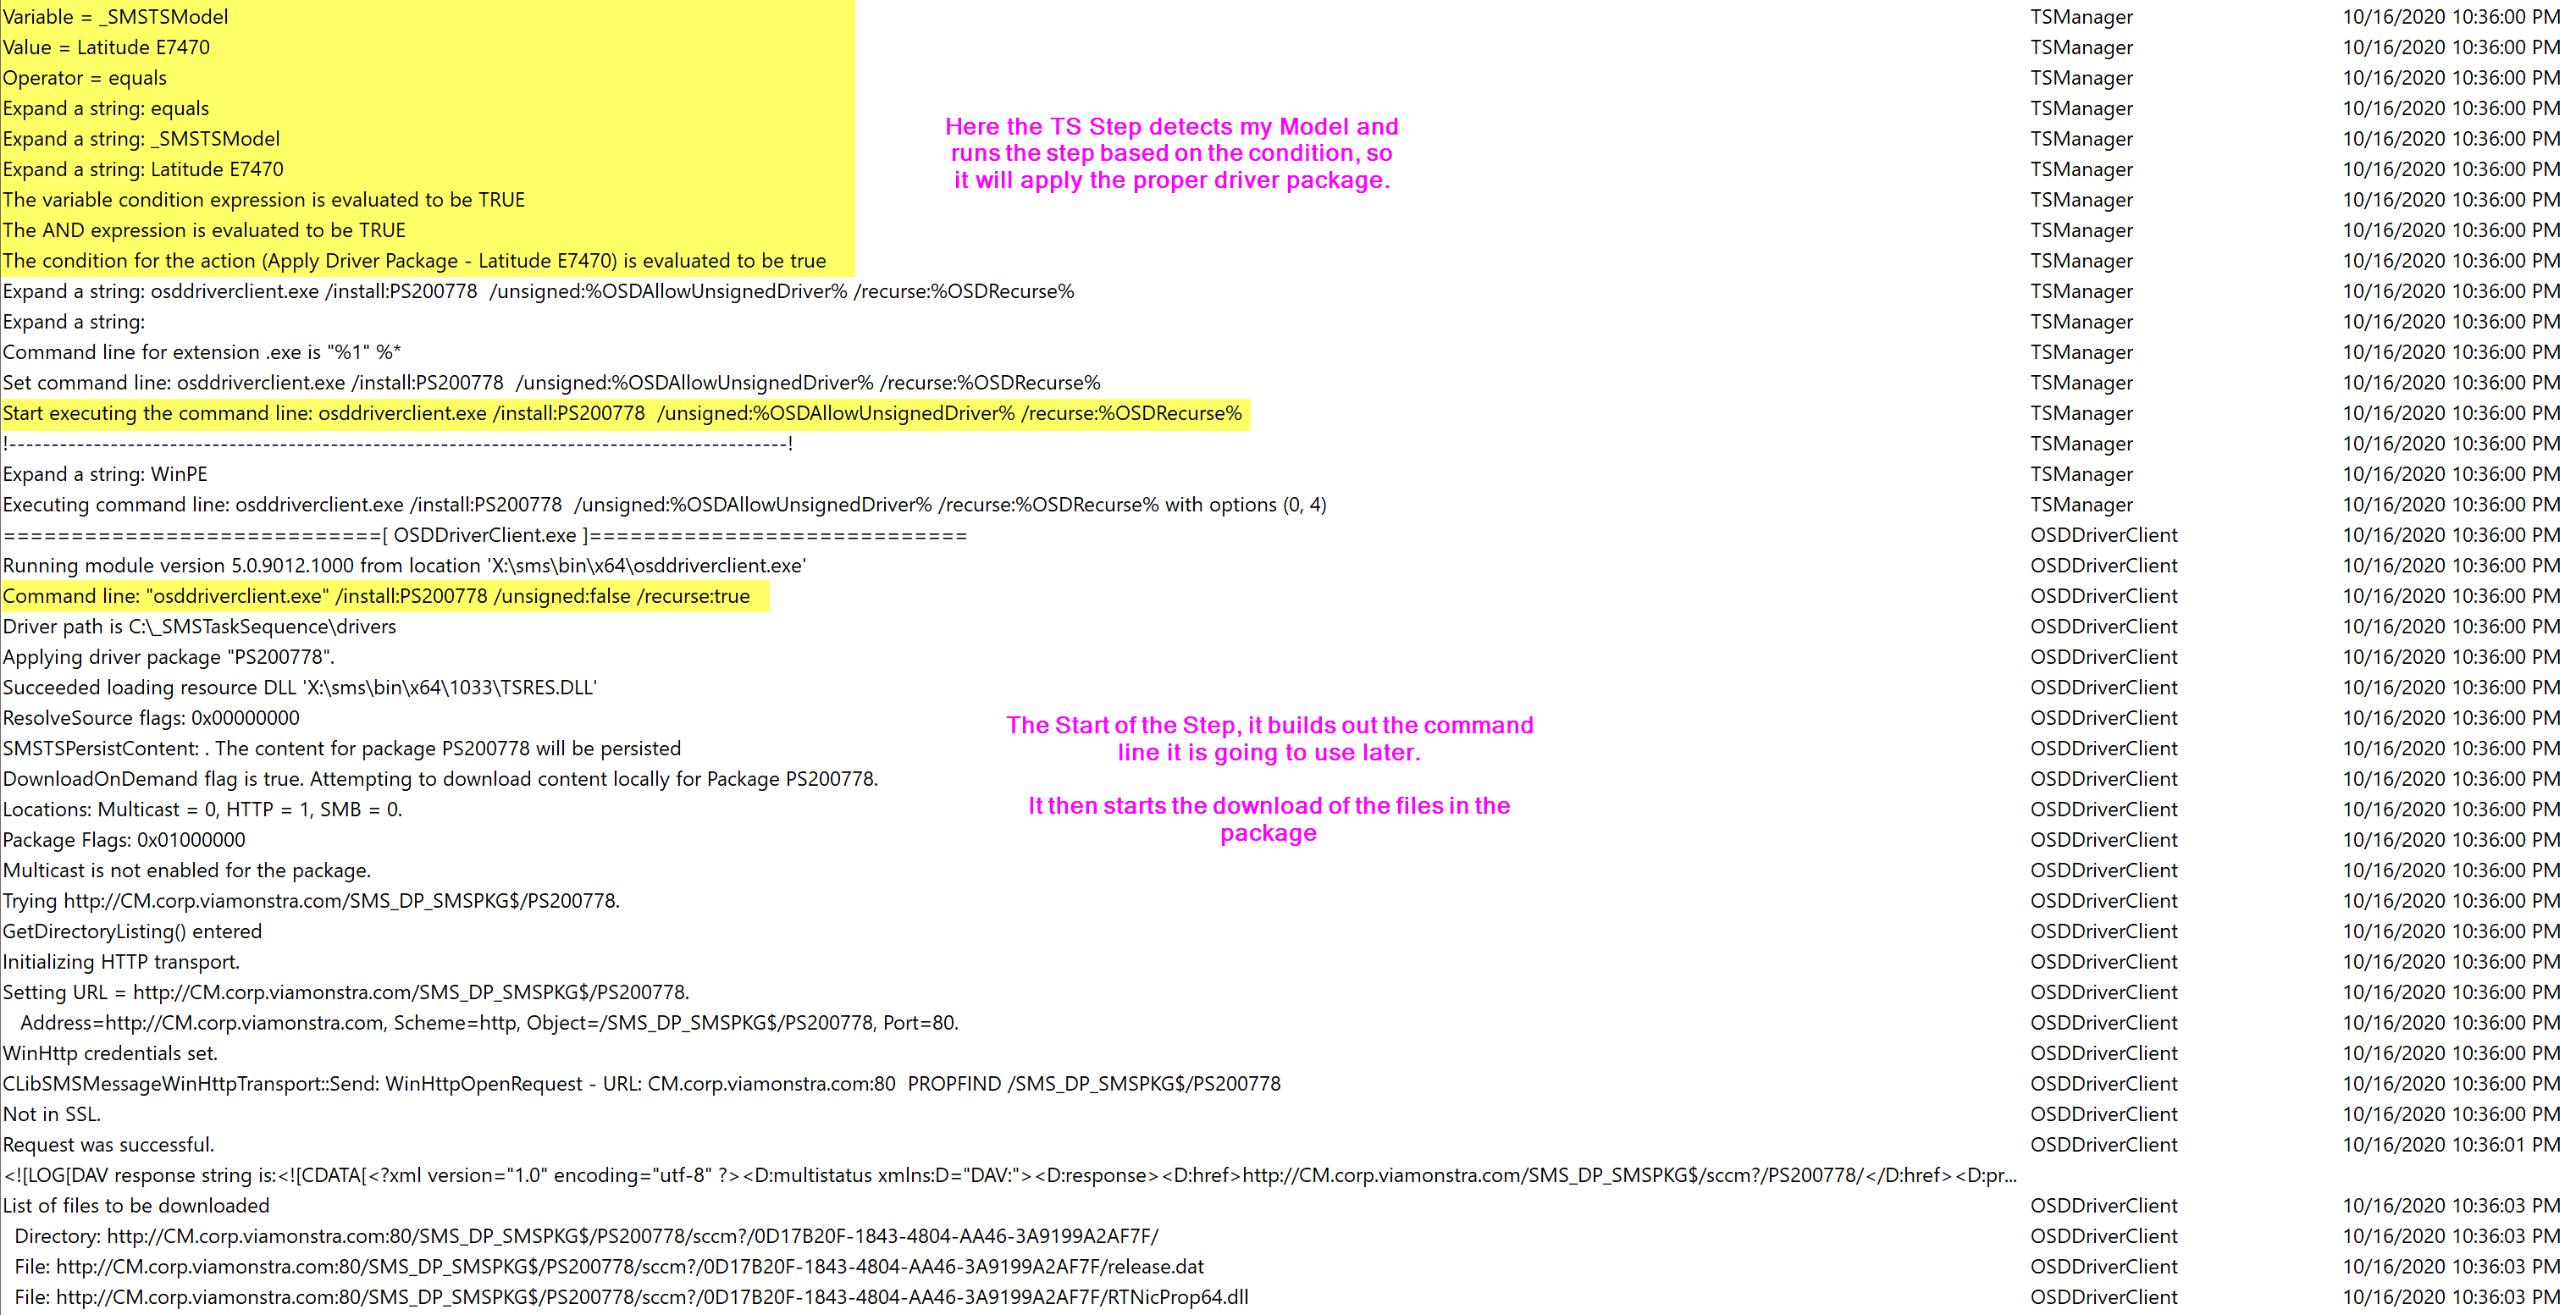 Variable = _SMSTSModel TSManager 10/16/2020 10:36:00 PM
Value = Latitude E7470 TSManager 10/16/2020 10:36:00 PM
Operator = equals TSManager 10/16/2020 10:36:00 PM
Expand a string: equals TSManager 10/16/2020 10:36:00 PM
Expand a string: _SMSTSModel TSManager 10/16/2020 10:36:00 PM
Expand a string: Latitude E7470 TSManager 10/16/2020 10:36:00 PM
The variable condition expression is evaluated to be TRUE TSManager 10/16/2020 10:36:00 PM
The AND expression is evaluated to be TRUE TSManager 10/16/2020 10:36:00 PM
The condition for the action (Apply Driver Package - Latitude E7470) is evaluated to be true TSManager 10/16/2020 10:36:00 PM
Here the TS Step detects my Model and
runs the step based on the condition, so
it will apply the proper driver package.
Expand a string: osddriverclient.exe /install:PS200778  /unsigned:%OSDAllowUnsignedDriver% /recurse:%OSDRecurse% TSManager 10/16/2020 10:36:00 PM
Expand a string: TSManager 10/16/2020 10:36:00 PM
Command line for extension .exe is "%1" %* TSManager 10/16/2020 10:36:00 PM
Set command line: osddriverclient.exe /install:PS200778  /unsigned:%OSDAllowUnsignedDriver% /recurse:%OSDRecurse% TSManager 10/16/2020 10:36:00 PM
Start executing the command line: osddriverclient.exe /install:PS200778  /unsigned:%OSDAllowUnsignedDriver% /recurse:%OSDRecurse% TSManager 10/16/2020 10:36:00 PM
!--------------------------------------------------------------------------------------------! TSManager 10/16/2020 10:36:00 PM
Expand a string: WinPE TSManager 10/16/2020 10:36:00 PM
Executing command line: osddriverclient.exe /install:PS200778  /unsigned:%OSDAllowUnsignedDriver% /recurse:%OSDRecurse% with options (0, 4) TSManager 10/16/2020 10:36:00 PM
============================[ OSDDriverClient.exe ]============================ OSDDriverClient 10/16/2020 10:36:00 PM
Running module version 5.0.9012.1000 from location 'X:\sms\bin\x64\osddriverclient.exe' OSDDriverClient 10/16/2020 10:36:00 PM
Command line: "osddriverclient.exe" /install:PS200778 /unsigned:false /recurse:true OSDDriverClient 10/16/2020 10:36:00 PM
Driver path is C:\_SMSTaskSequence\drivers OSDDriverClient 10/16/2020 10:36:00 PM
Applying driver package "PS200778". OSDDriverClient 10/16/2020 10:36:00 PM
Succeeded loading resource DLL 'X:\sms\bin\x64\1033\TSRES.DLL' OSDDriverClient 10/16/2020 10:36:00 PM
ResolveSource flags: 0x00000000 OSDDriverClient 10/16/2020 10:36:00 PM
SMSTSPersistContent: . The content for package PS200778 will be persisted OSDDriverClient 10/16/2020 10:36:00 PM
DownloadOnDemand flag is true. Attempting to download content locally for Package PS200778. OSDDriverClient 10/16/2020 10:36:00 PM
Locations: Multicast = 0, HTTP = 1, SMB = 0. OSDDriverClient 10/16/2020 10:36:00 PM
Package Flags: 0x01000000 OSDDriverClient 10/16/2020 10:36:00 PM
The Start of the Step, it builds out the command
line it is going to use later.
It then starts the download of the files in the
package
Multicast is not enabled for the package. OSDDriverClient 10/16/2020 10:36:00 PM
Trying http://CM.corp.viamonstra.com/SMS_DP_SMSPKG$/PS200778. OSDDriverClient 10/16/2020 10:36:00 PM
GetDirectoryListing() entered OSDDriverClient 10/16/2020 10:36:00 PM
Initializing HTTP transport. OSDDriverClient 10/16/2020 10:36:00 PM
Setting URL = http://CM.corp.viamonstra.com/SMS_DP_SMSPKG$/PS200778. OSDDriverClient 10/16/2020 10:36:00 PM
Address=http://CM.corp.viamonstra.com, Scheme=http, Object=/SMS_DP_SMSPKG$/PS200778, Port=80. OSDDriverClient 10/16/2020 10:36:00 PM
WinHttp credentials set. OSDDriverClient 10/16/2020 10:36:00 PM
CLibSMSMessageWinHttpTransport::Send: WinHttpOpenRequest - URL: CM.corp.viamonstra.com:80  PROPFIND /SMS_DP_SMSPKG$/PS200778 OSDDriverClient 10/16/2020 10:36:00 PM
Not in SSL. OSDDriverClient 10/16/2020 10:36:00 PM
Request was successful. OSDDriverClient 10/16/2020 10:36:01 PM
<![LOG[DAV response string is:<![CDATA[<?xml version="1.0" encoding="utf-8" ?><D:multistatus xmlns:D="DAV:"><D:response><D:href>http://CM.corp.viamonstra.com/SMS_DP_SMSPKG$/sccm?/PS200778/</D:href><D:pr...
List of files to be downloaded OSDDriverClient 10/16/2020 10:36:03 PM
Directory: http://CM.corp.viamonstra.com:80/SMS_DP_SMSPKG$/PS200778/sccm?/0D17B20F-1843-4804-AA46-3A9199A2AF7F/ OSDDriverClient 10/16/2020 10:36:03 PM
File: http://CM.corp.viamonstra.com:80/SMS_DP_SMSPKG$/PS200778/sccm?/0D17B20F-1843-4804-AA46-3A9199A2AF7F/release.dat OSDDriverClient 10/16/2020 10:36:03 PM
File: http://CM.corp.viamonstra.com:80/SMS_DP_SMSPKG$/PS200778/sccm?/0D17B20F-1843-4804-AA46-3A9199A2AF7F/RTNicProp64.dll OSDDriverClient 10/16/2020 10:36:03 PM